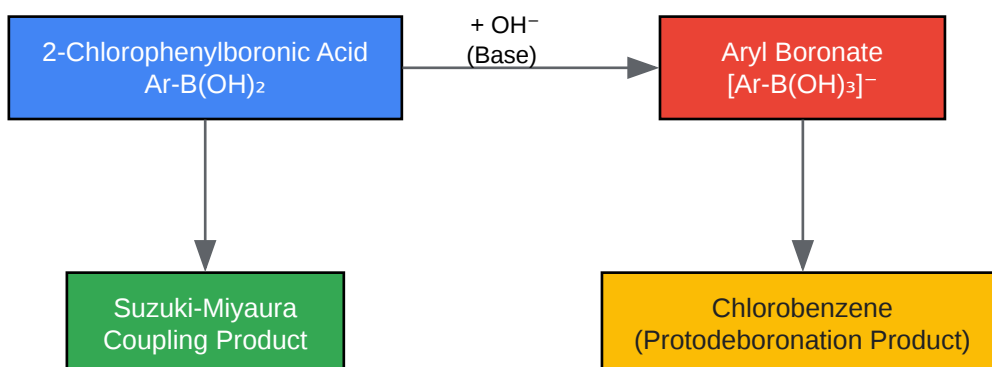 2-Chlorophenylboronic Acid
Ar-B(OH)₂
+ OH⁻
(Base)
Aryl Boronate
[Ar-B(OH)₃]⁻
Suzuki-Miyaura
Coupling Product
Chlorobenzene
(Protodeboronation Product)